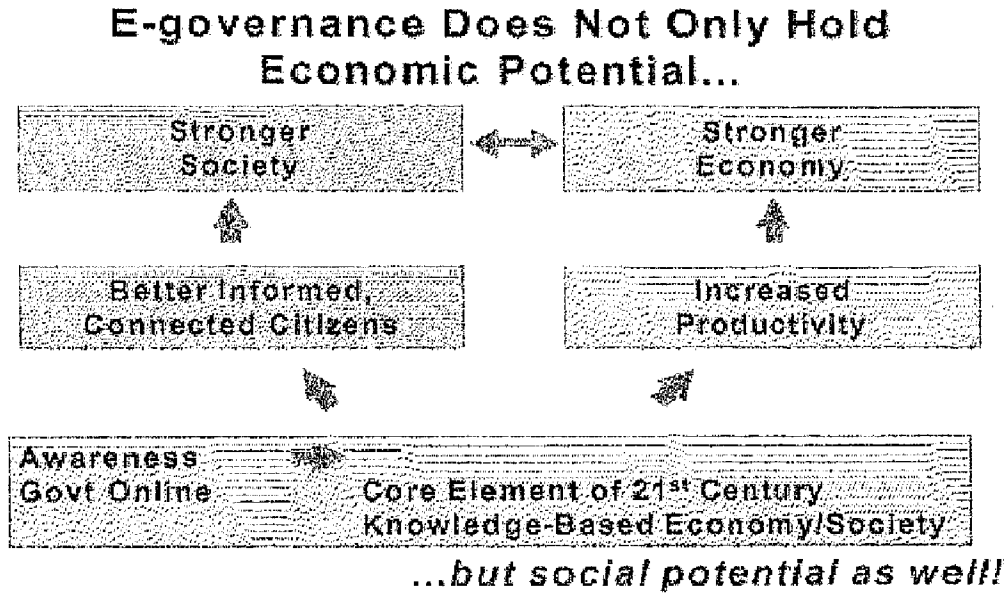 E-governance Does Not Only Hold
Economic Potential...
Stronger
Society
Stronger
Economy
Better Informed,
Connected Citizens
Increased
Productivity
Awareness
Govt Online
Core Element of 21st Century
Knowledge-Based Economy/Society
...but social potential as well!